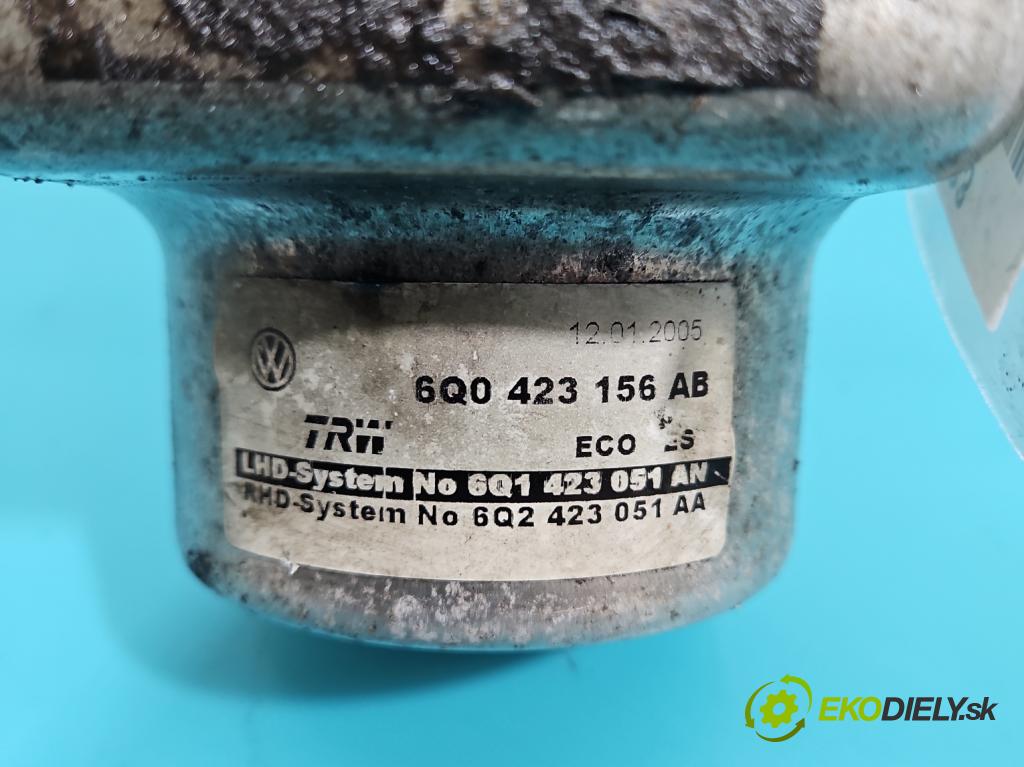 12.01.2005
6Q0 423 156 AB
TRW
ECO
LHD-System No 6Q1 423 051 AN
RHD-System No 6Q2 423 051 AA
EKODIELY.sk